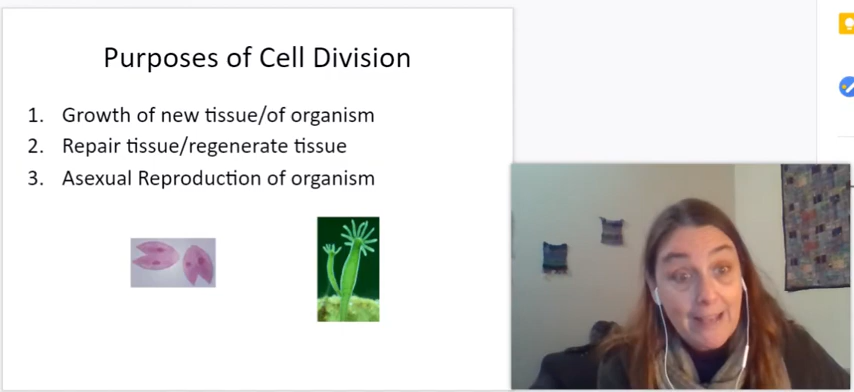 Purposes of Cell Division
1. Growth of new tissue/of organism
2. Repair tissue/regenerate tissue
3. Asexual Reproduction of organism